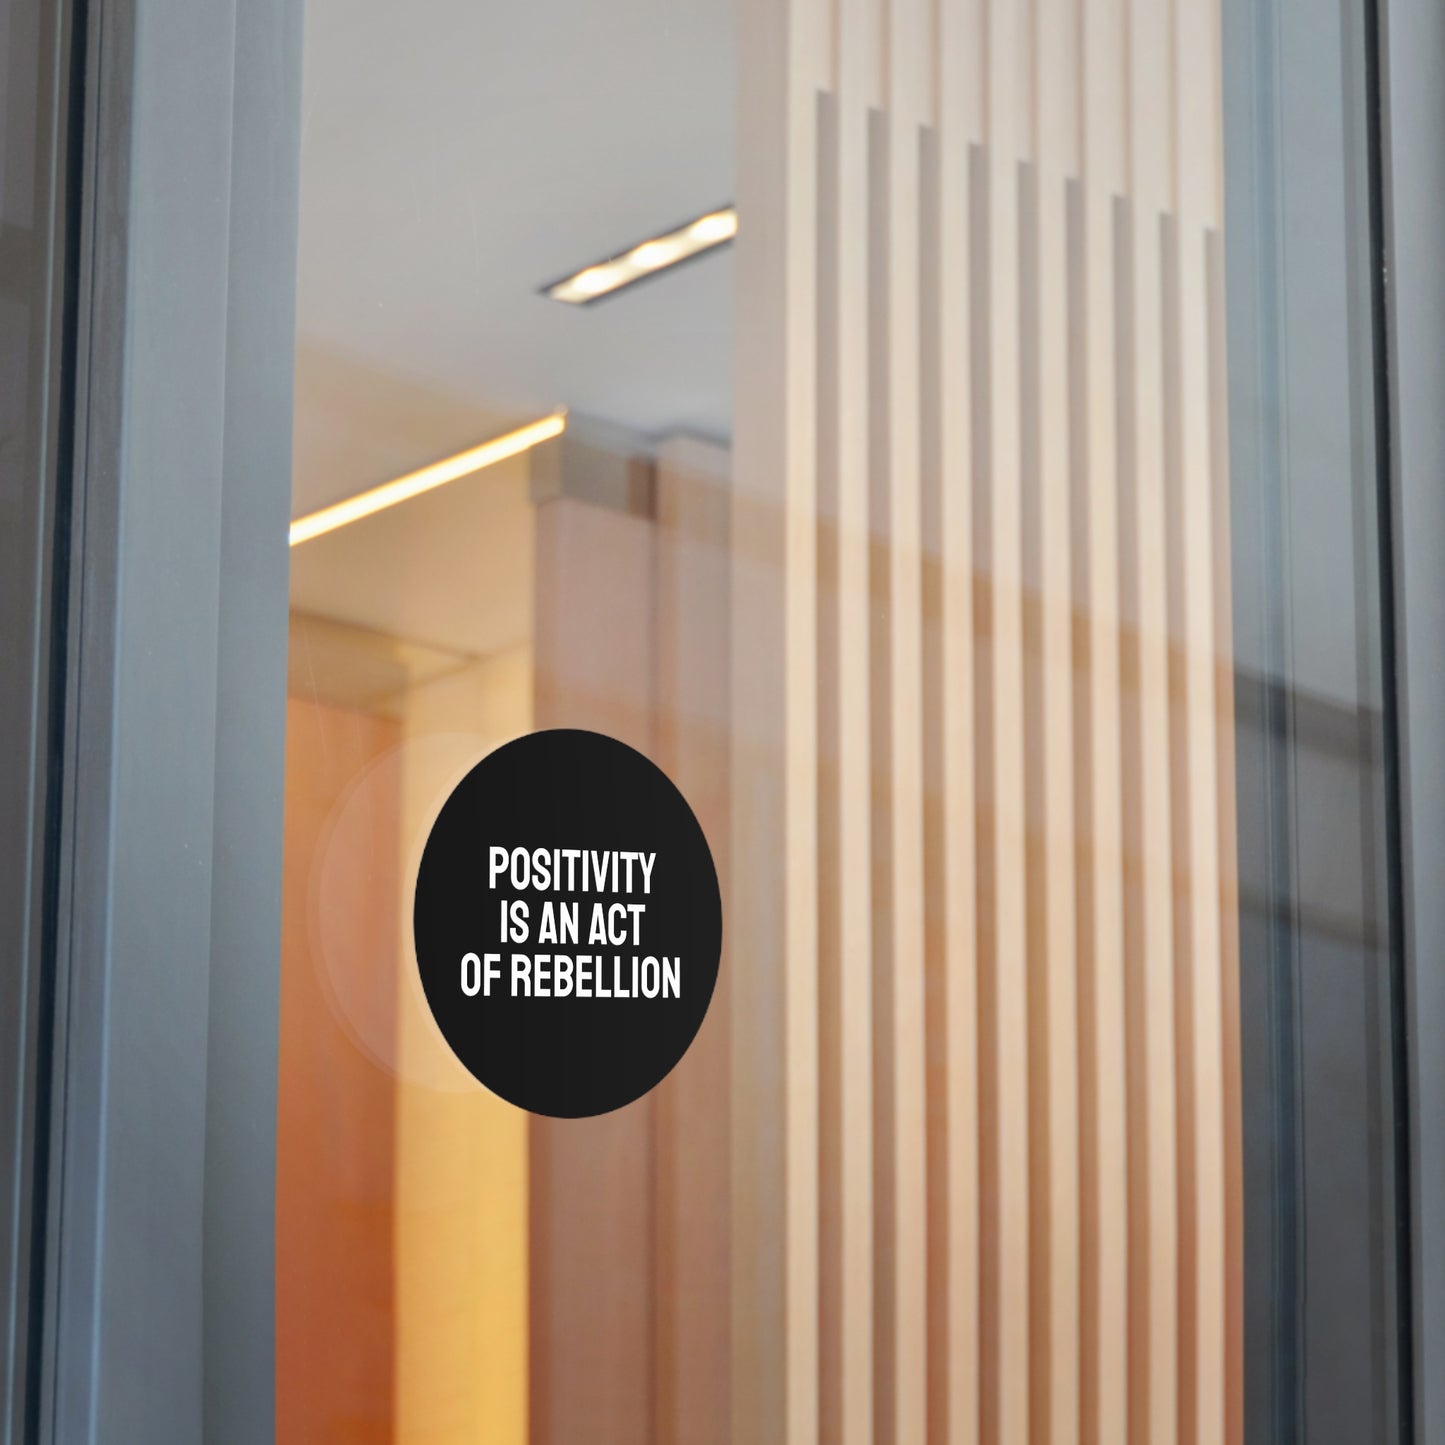 POSITIVITY
IS AN ACT
OF REBELLION